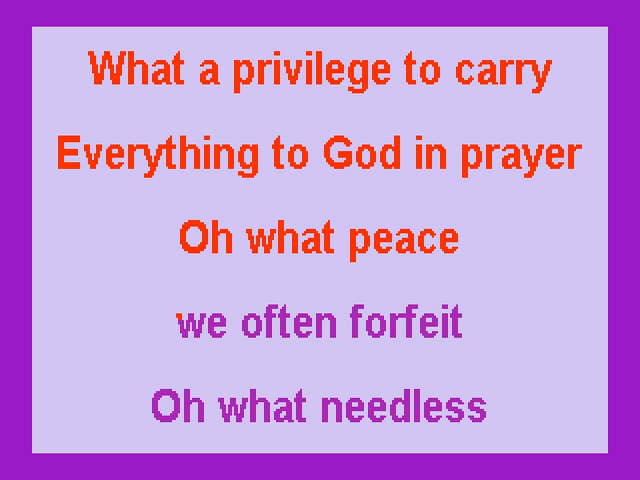 What a privilege to carry
Everything to God in prayer
Oh what peace
we often forfeit
Oh what needless